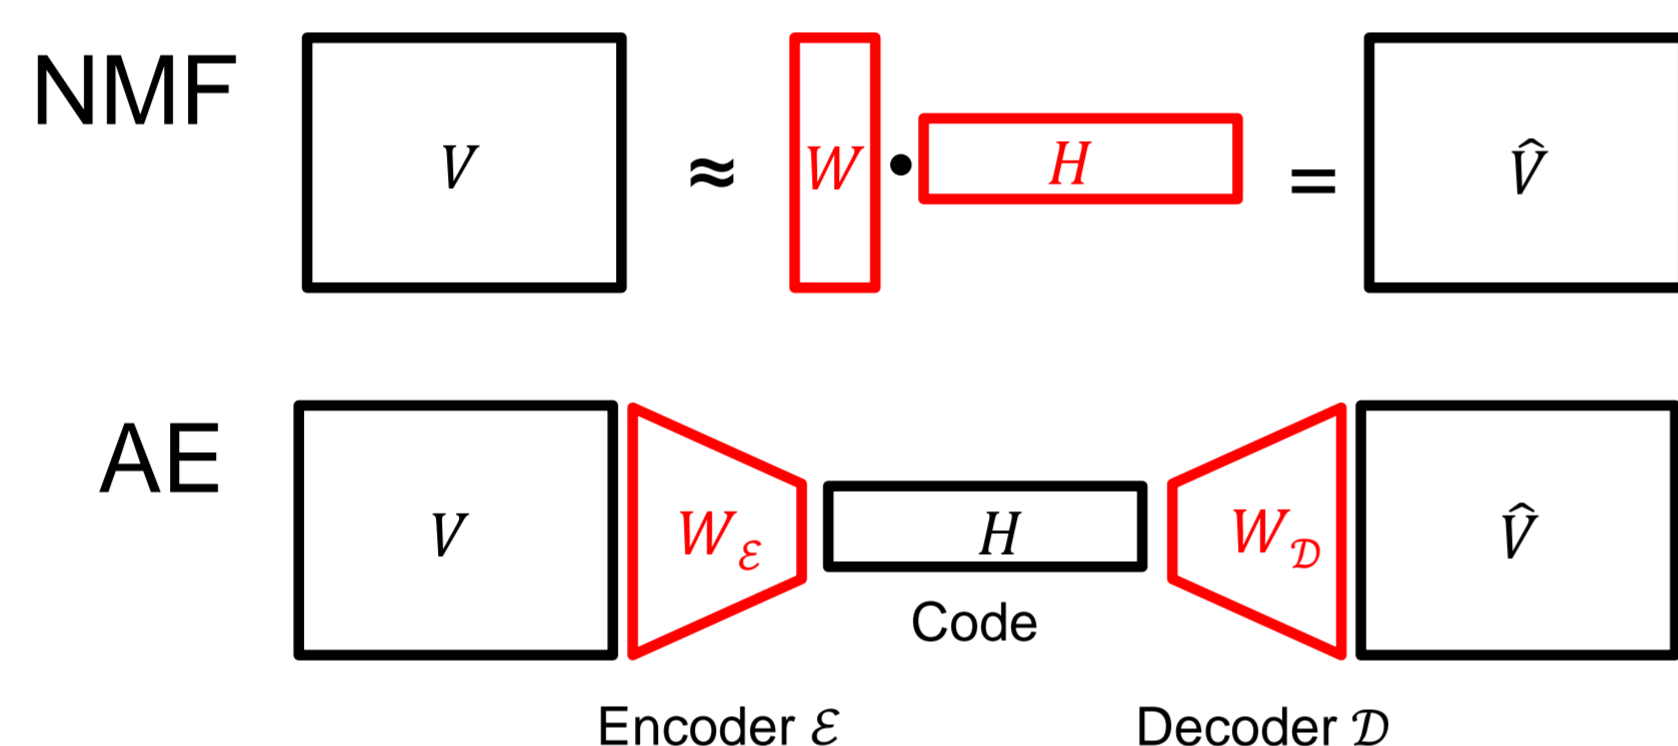 NMF
V ≈ W • H = V̂
AE
V W_ℰ H W_𝒟 V̂
Code
Encoder ℰ Decoder 𝒟